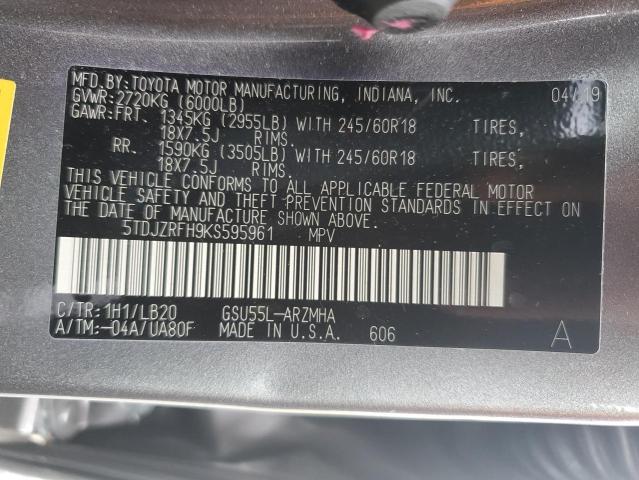 MFD.BY:TOYOTA MOTOR MANUFACTURING, INDIANA, INC. 04/19
GVWR:2720KG (6000LB)
GAWR:FRT. 1345KG (2955LB) WITH 245/60R18 TIRES,
18X7.5J RIMS.
RR. 1590KG (3505LB) WITH 245/60R18 TIRES,
18X7.5J RIMS.
THIS VEHICLE CONFORMS TO ALL APPLICABLE FEDERAL MOTOR
VEHICLE SAFETY AND THEFT PREVENTION STANDARDS IN EFFECT ON
THE DATE OF MANUFACTURE SHOWN ABOVE.
5TDJZRFH9KS595961 MPV
C/TR:1H1/LB20 GSU55L-ARZMHA
A/TM:-04A/UA80F MADE IN U.S.A. 606 A